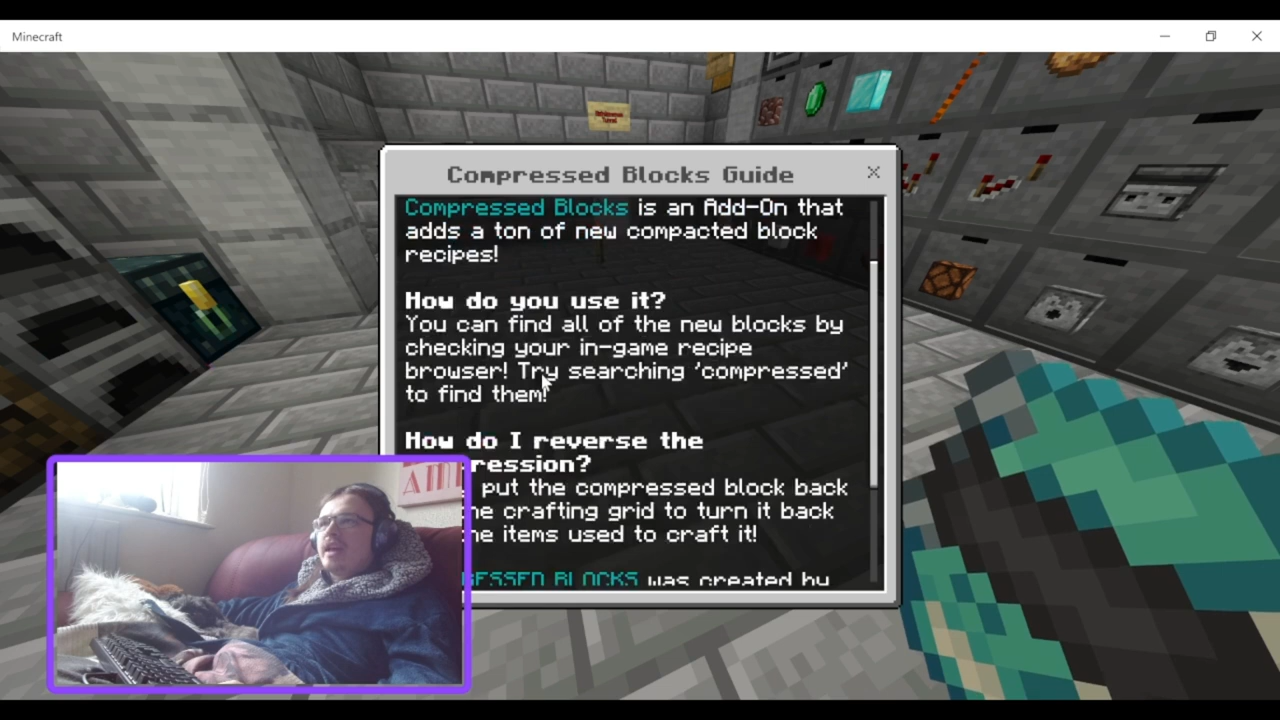 Minecraft
Compressed Blocks Guide
Compressed Blocks is an Add-On that
adds a ton of new compacted block
recipes!
How do you use it?
You can find all of the new blocks by
checking your in-game recipe
browser! Try searching 'compressed'
to find them!
How do I reverse the
ression?
put the compressed block back
he crafting grid to turn it back
he items used to craft it!
RESSED BLOCKS was created by